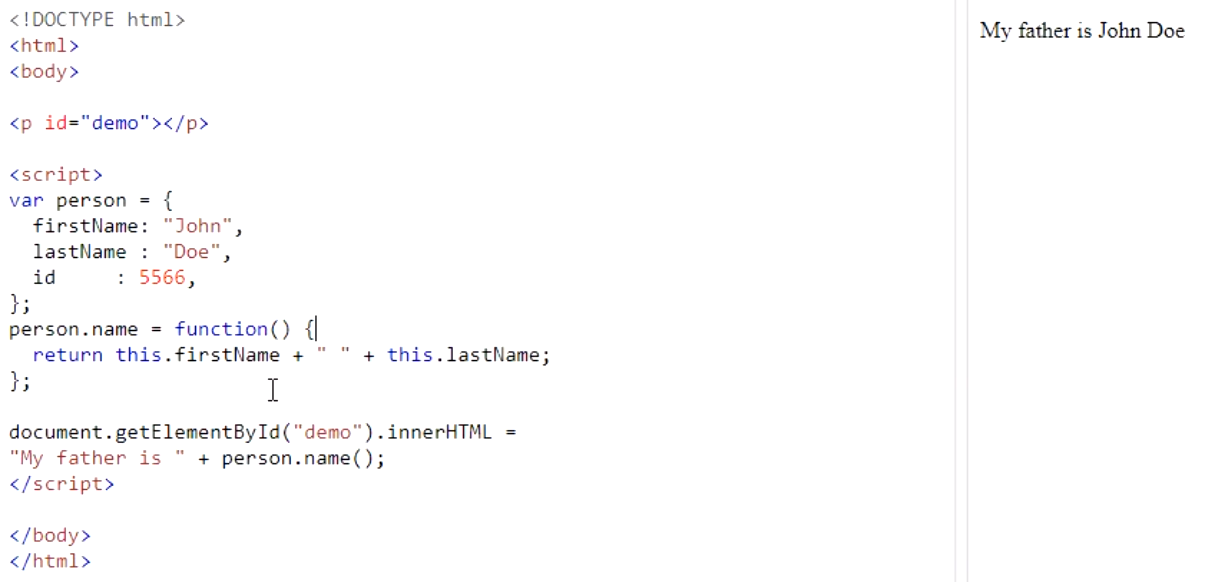 <!DOCTYPE html>
<html>
<body>
<p id="demo"></p>
<script>
var person = {
  firstName: "John",
  lastName : "Doe",
  id     : 5566,
};
person.name = function() {
  return this.firstName + " " + this.lastName;
};
document.getElementById("demo").innerHTML =
"My father is " + person.name();
</script>
</body>
</html>
My father is John Doe